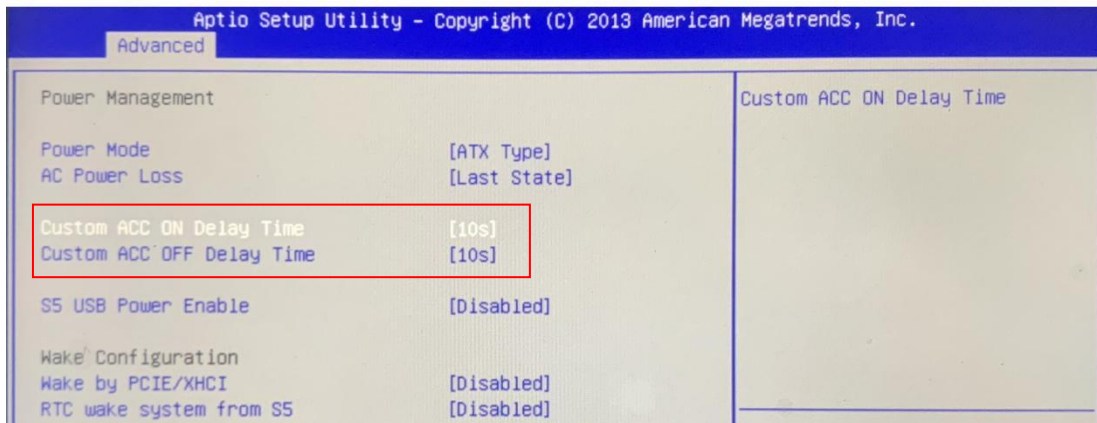 Aptio Setup Utility - Copyright (C) 2013 American Megatrends, Inc.
Advanced
Power Management
Custom ACC ON Delay Time
Power Mode [ATX Type]
AC Power Loss [Last State]
Custom ACC ON Delay Time [10s]
Custom ACC OFF Delay Time [10s]
S5 USB Power Enable [Disabled]
Wake Configuration
Wake by PCIE/XHCI [Disabled]
RTC wake system from S5 [Disabled]